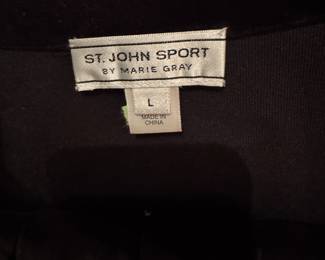 ST. JOHN SPORT
BY MARIE GRAY
L
MADE IN
CHINA